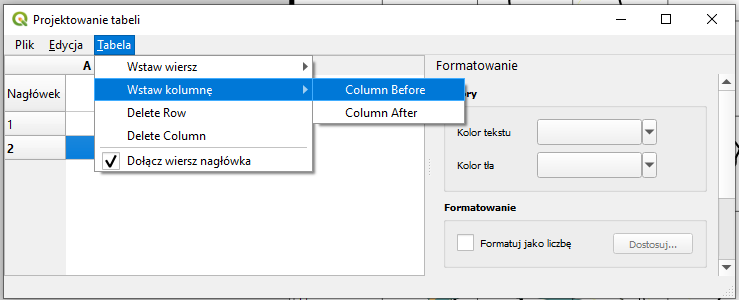 Projektowanie tabeli
Plik Edycja Tabela
A
Wstaw wiersz
Formatowanie
Nagłówek
Wstaw kolumnę
Column Before
ory
1
Delete Row
Column After
Kolor tekstu
2
Delete Column
Dołącz wiersz nagłówka
Kolor tła
Formatowanie
Formatuj jako liczbę
Dostosuj...